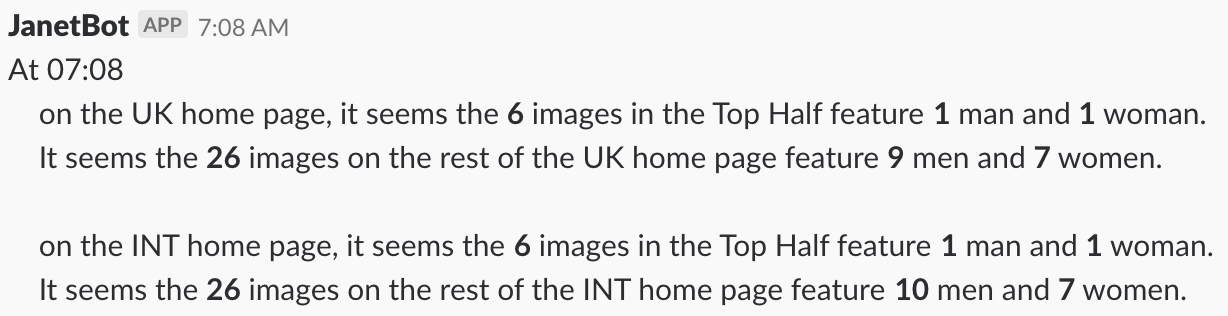 JanetBot APP 7:08 AM
At 07:08
on the UK home page, it seems the 6 images in the Top Half feature 1 man and 1 woman.
It seems the 26 images on the rest of the UK home page feature 9 men and 7 women.
on the INT home page, it seems the 6 images in the Top Half feature 1 man and 1 woman.
It seems the 26 images on the rest of the INT home page feature 10 men and 7 women.